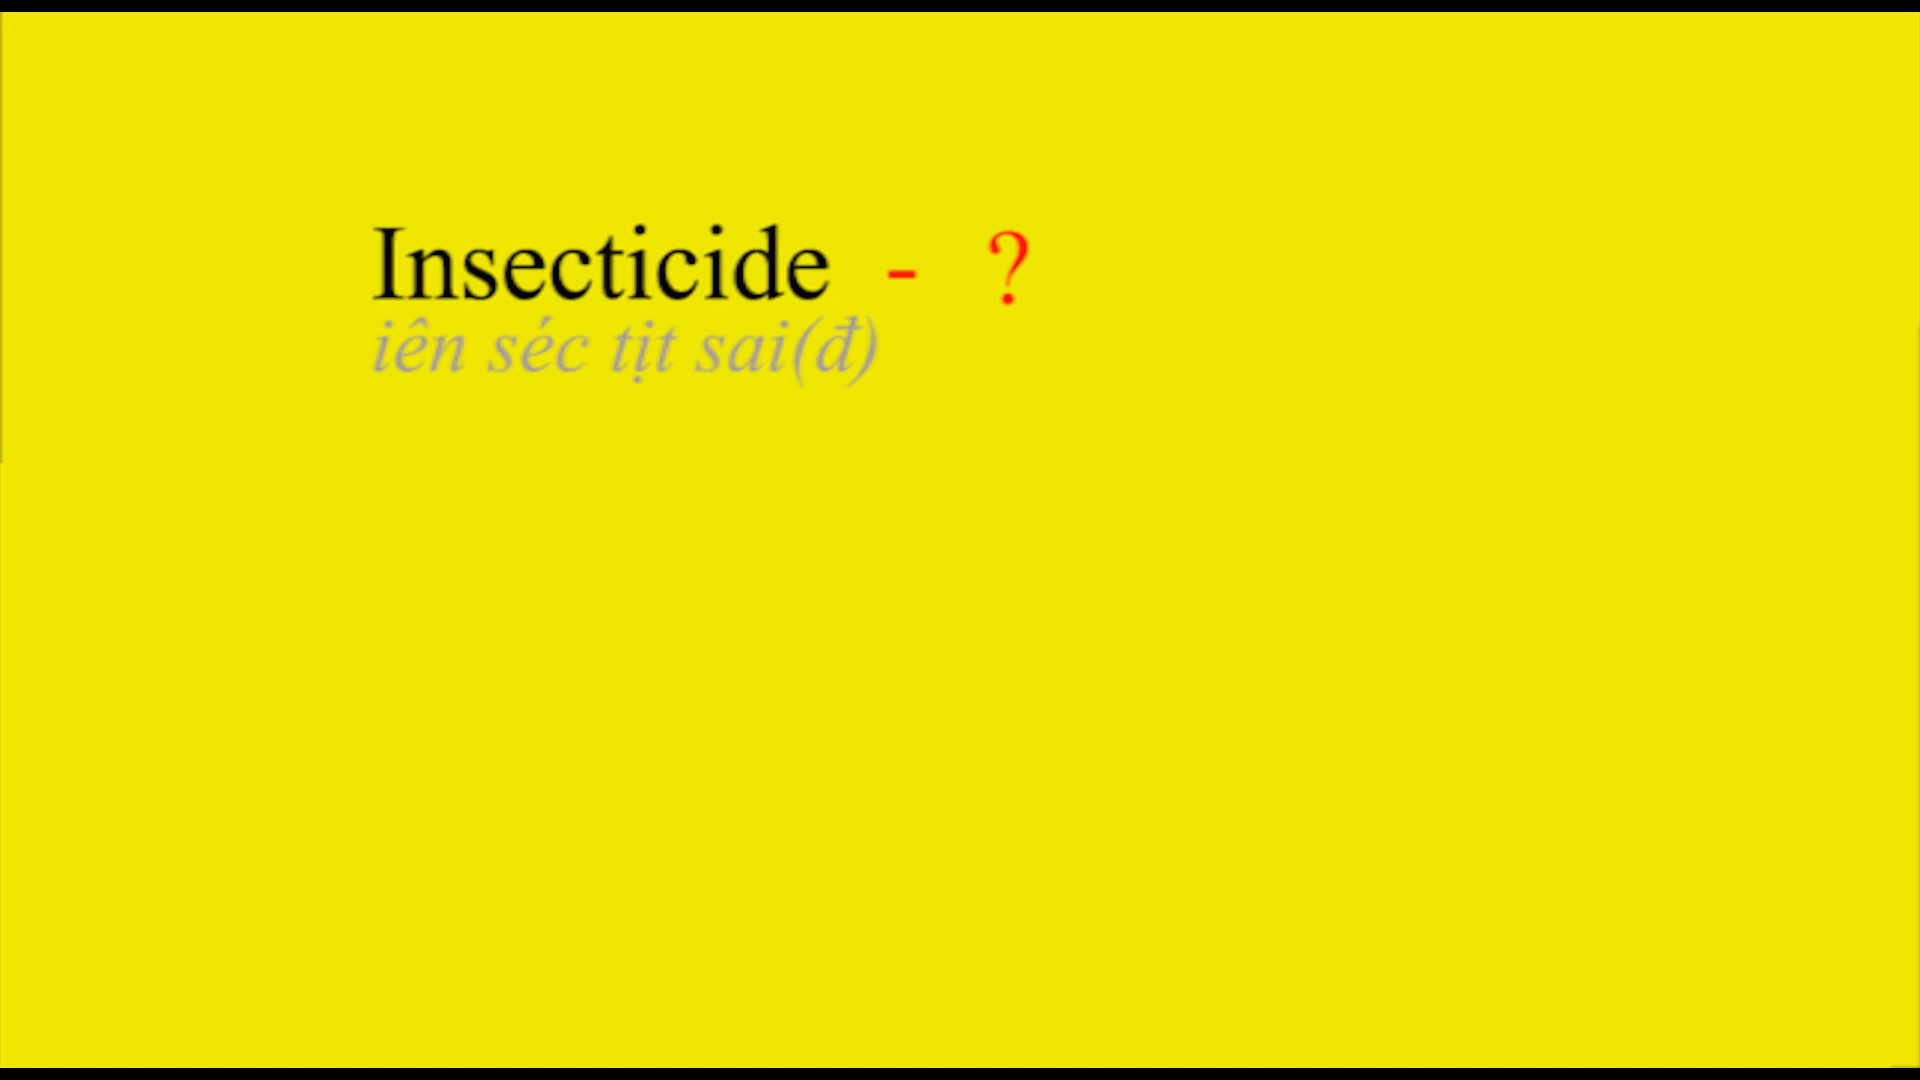 Insecticide - ?
iên séc tịt sai(đ)